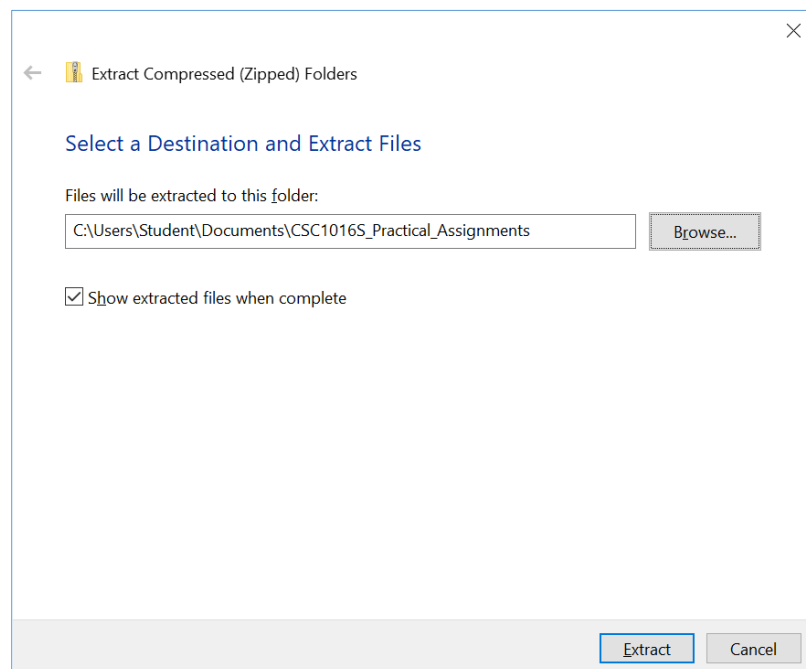 Extract Compressed (Zipped) Folders
Select a Destination and Extract Files
Files will be extracted to this folder:
C:\Users\Student\Documents\CSC1016S_Practical_Assignments
Browse...
Show extracted files when complete
Extract
Cancel